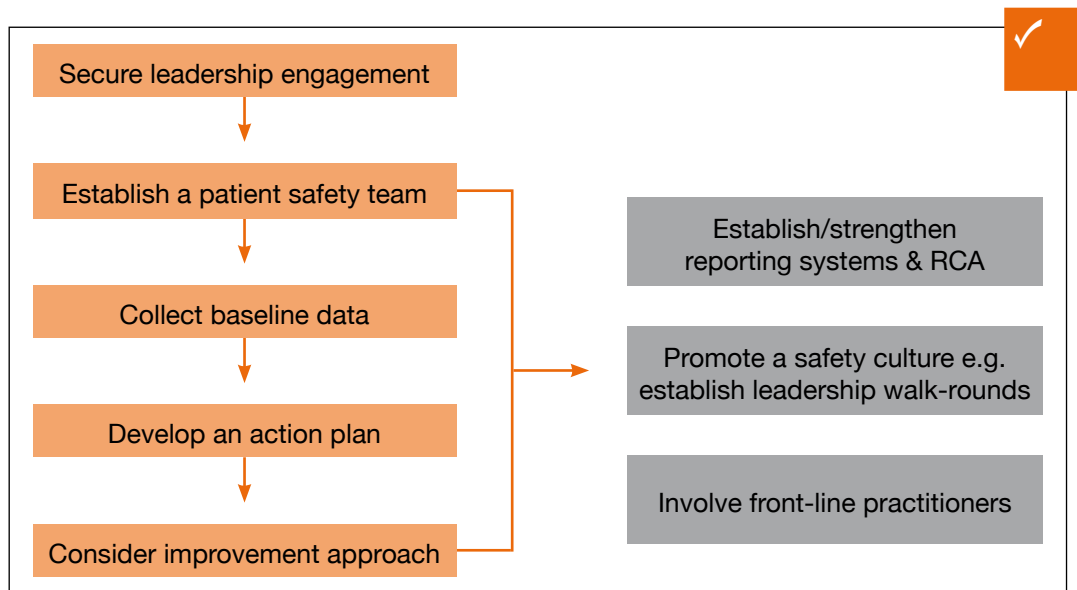 Secure leadership engagement
Establish a patient safety team
Collect baseline data
Develop an action plan
Consider improvement approach
Establish/strengthen
reporting systems & RCA
Promote a safety culture e.g.
establish leadership walk-rounds
Involve front-line practitioners